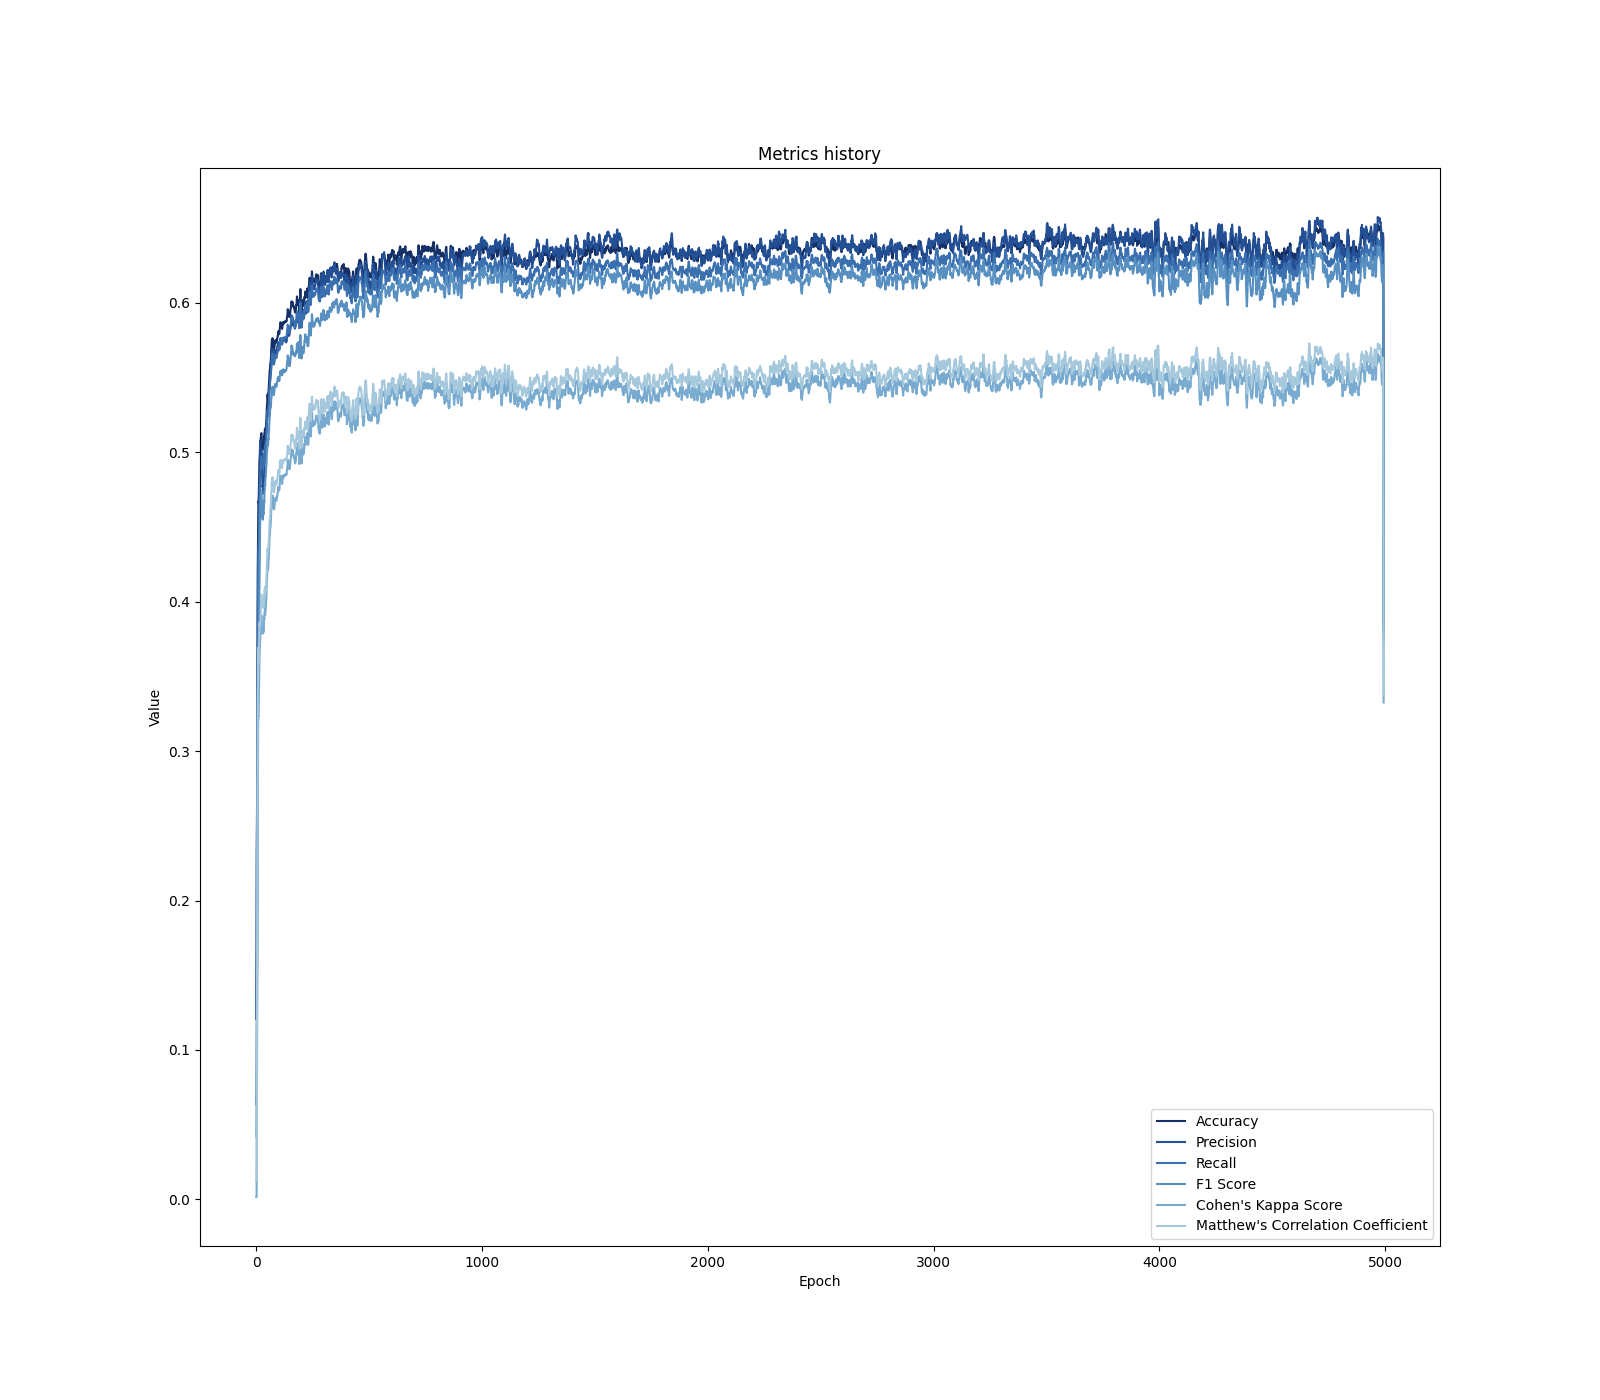 Metrics history
0.6
0.5
0.4
0.3
0.2
0.1
0.0
Value
0 1000 2000 3000 4000 5000
Epoch
Accuracy
Precision
Recall
F1 Score
Cohen's Kappa Score
Matthew's Correlation Coefficient